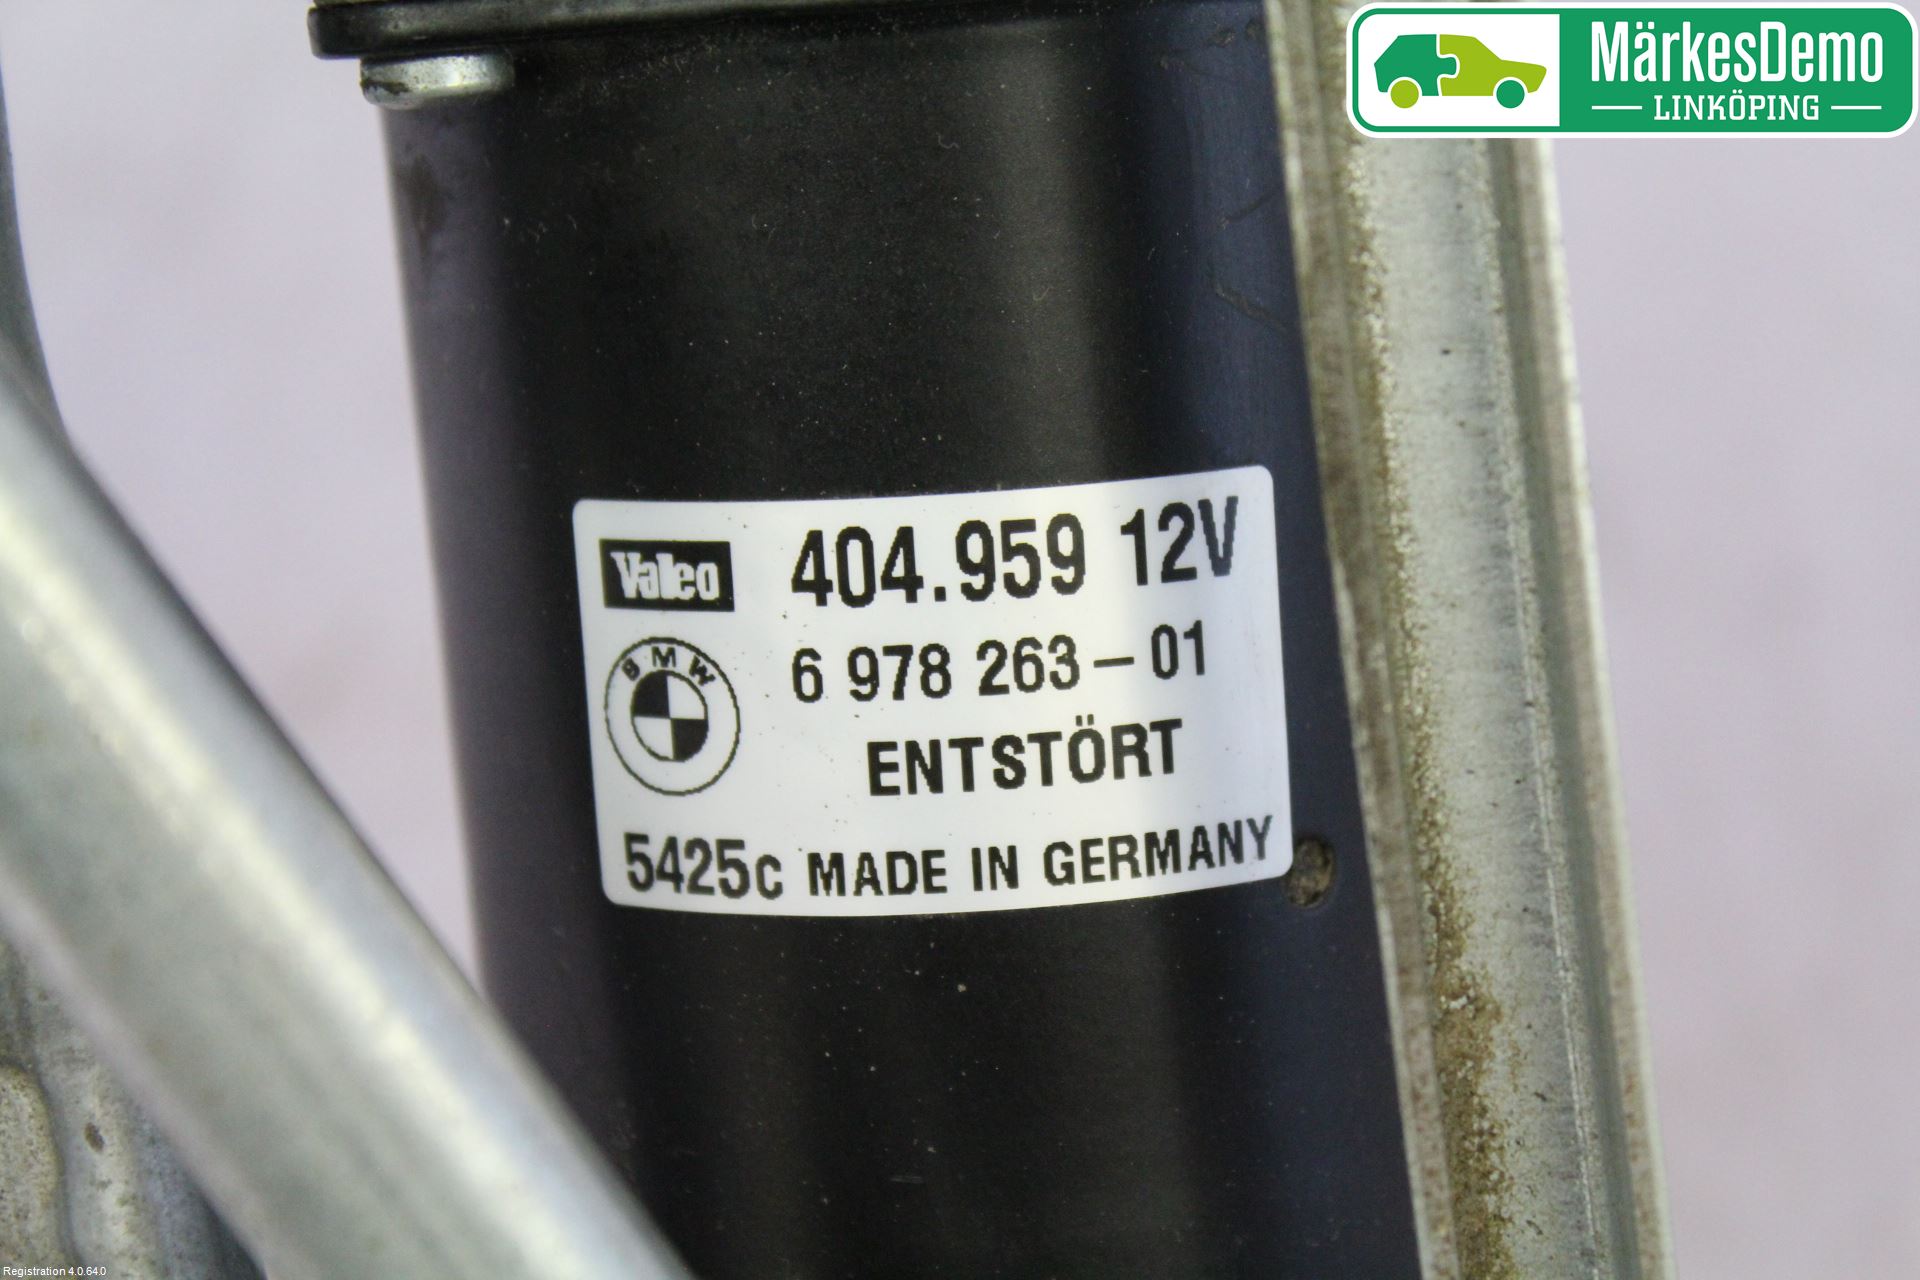 MärkesDemo
LINKÖPING
Valeo 404.959 12V
BMW
6 978 263-01
ENTSTÖRT
5425c MADE IN GERMANY
Registration 4.0.64.0